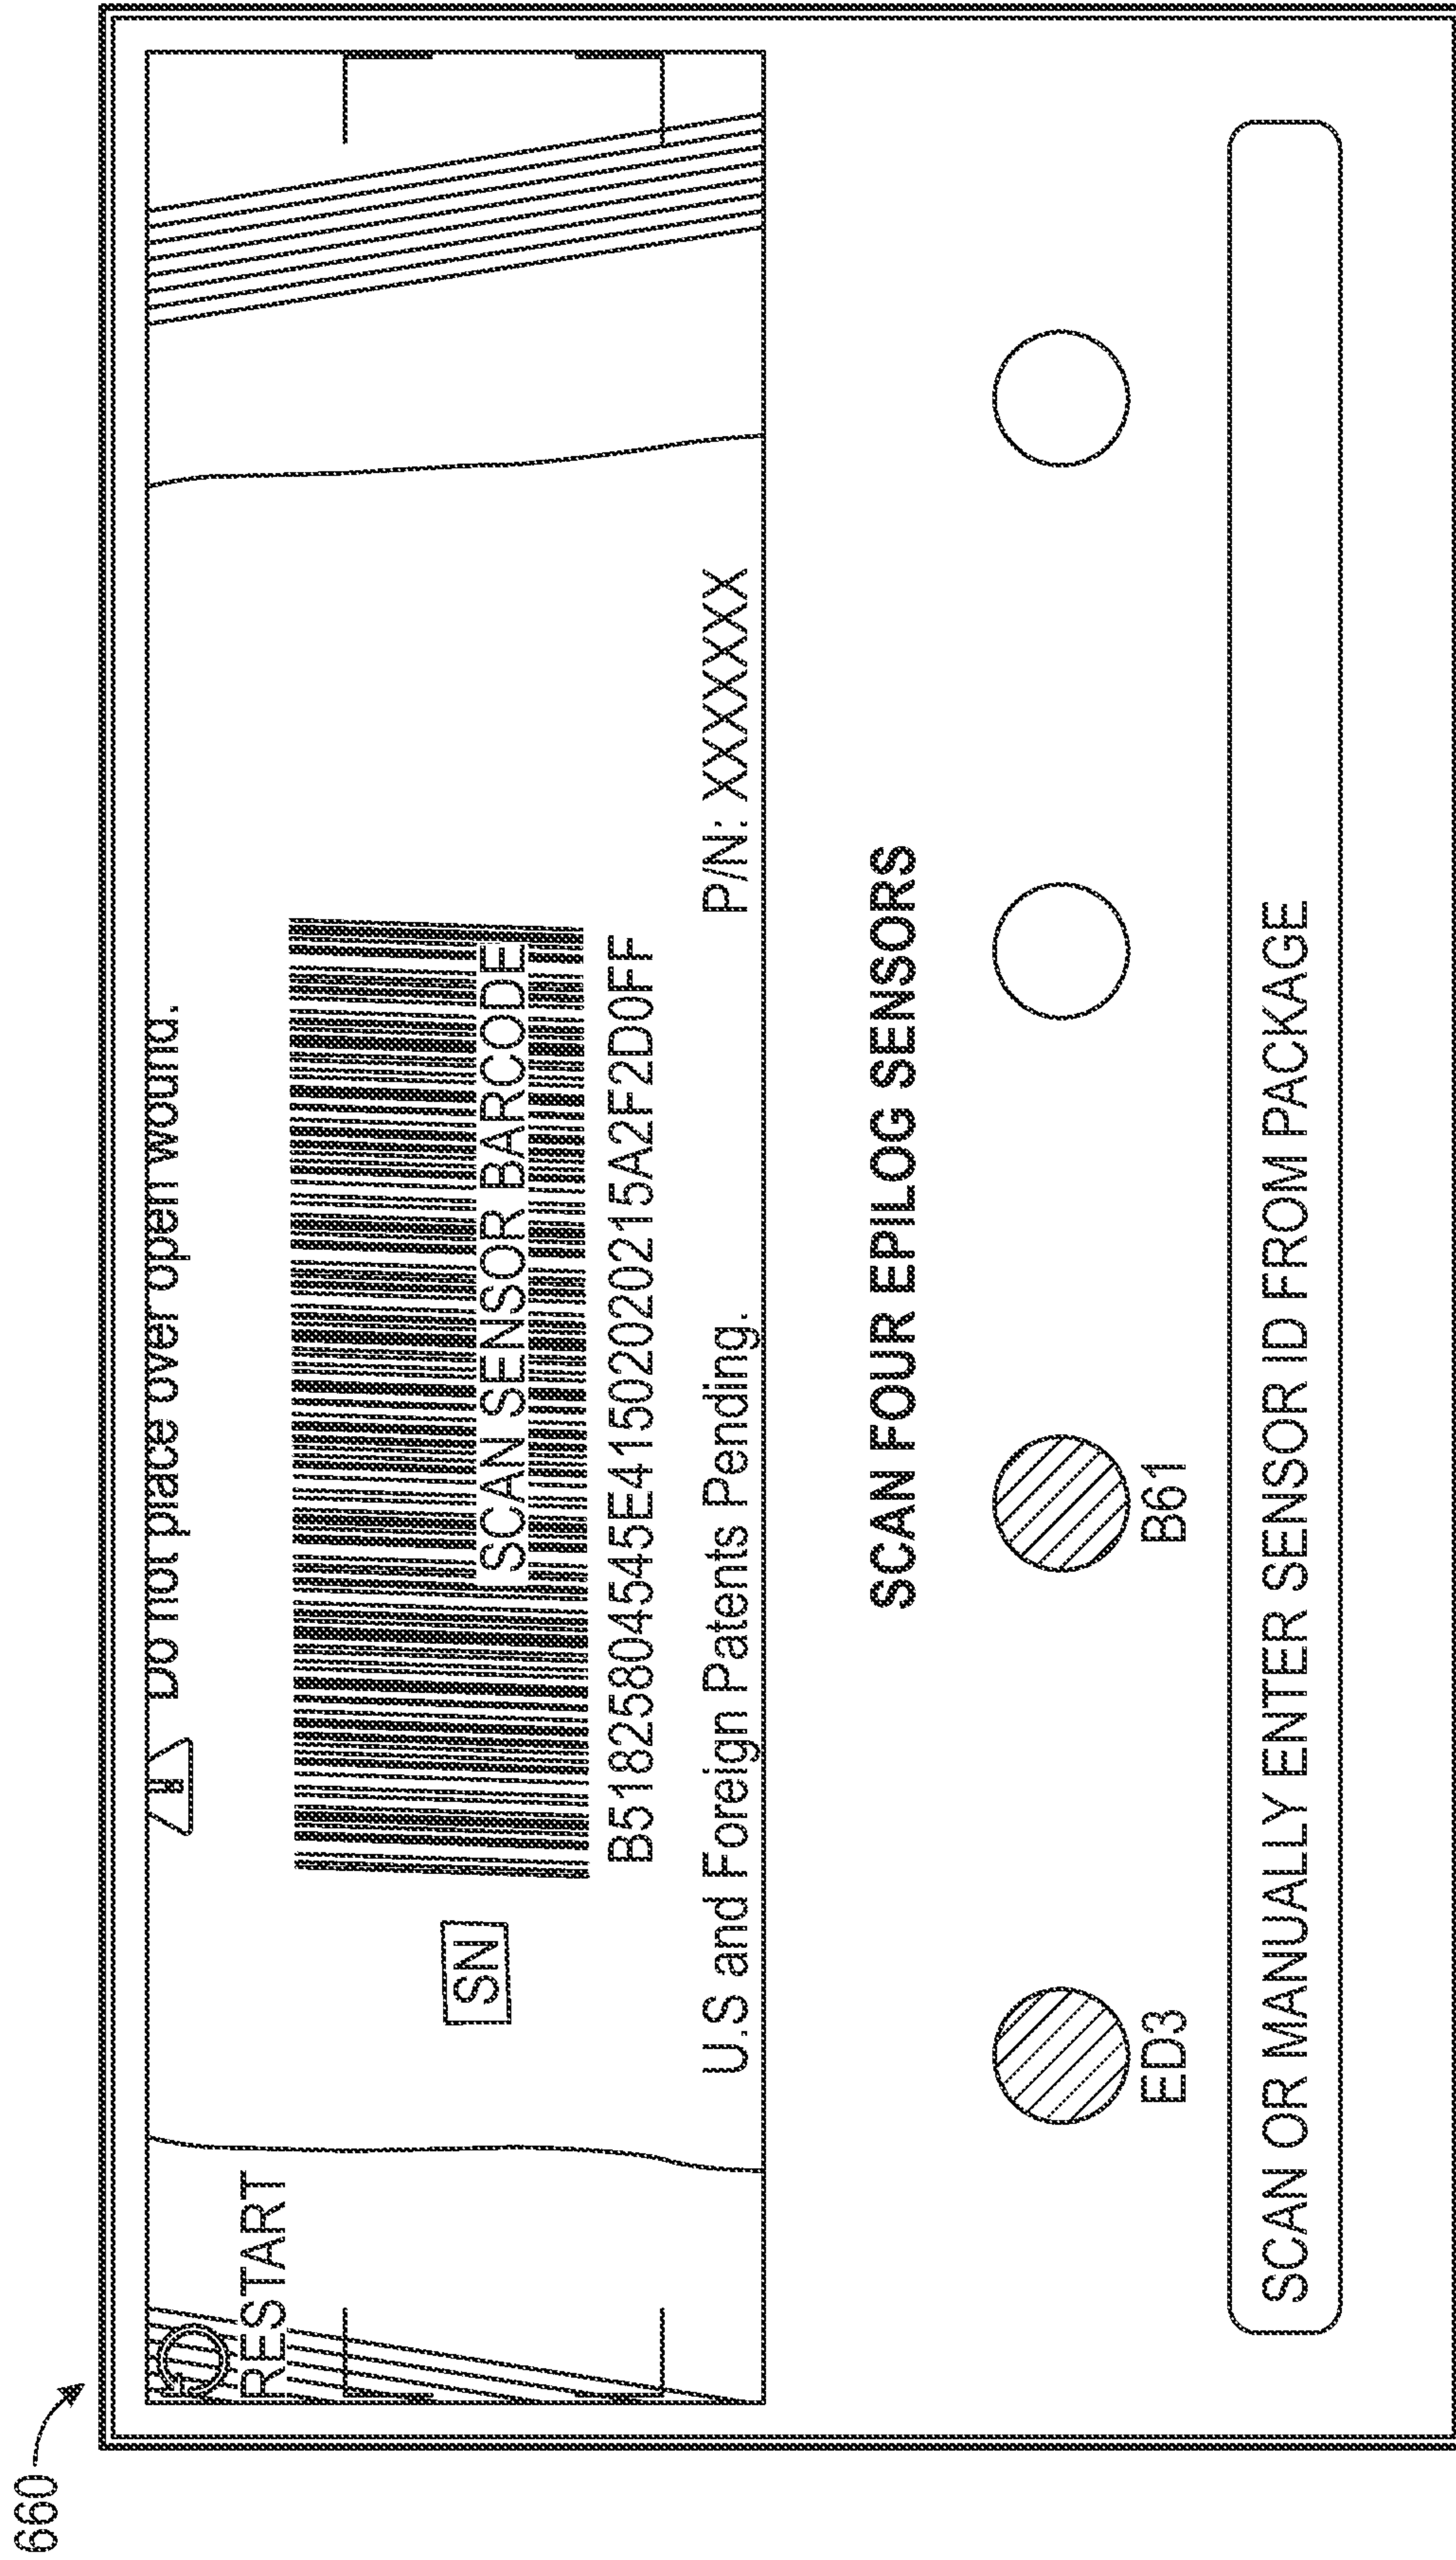 660
RESTART
Do not place over open wound.
SN
SCAN SENSOR BARCODE
B51825804545E41502020215A2F2D0FF
U.S and Foreign Patents Pending.
P/N: XXXXXXX
SCAN FOUR EPILOG SENSORS
ED3
B61
SCAN OR MANUALLY ENTER SENSOR ID FROM PACKAGE